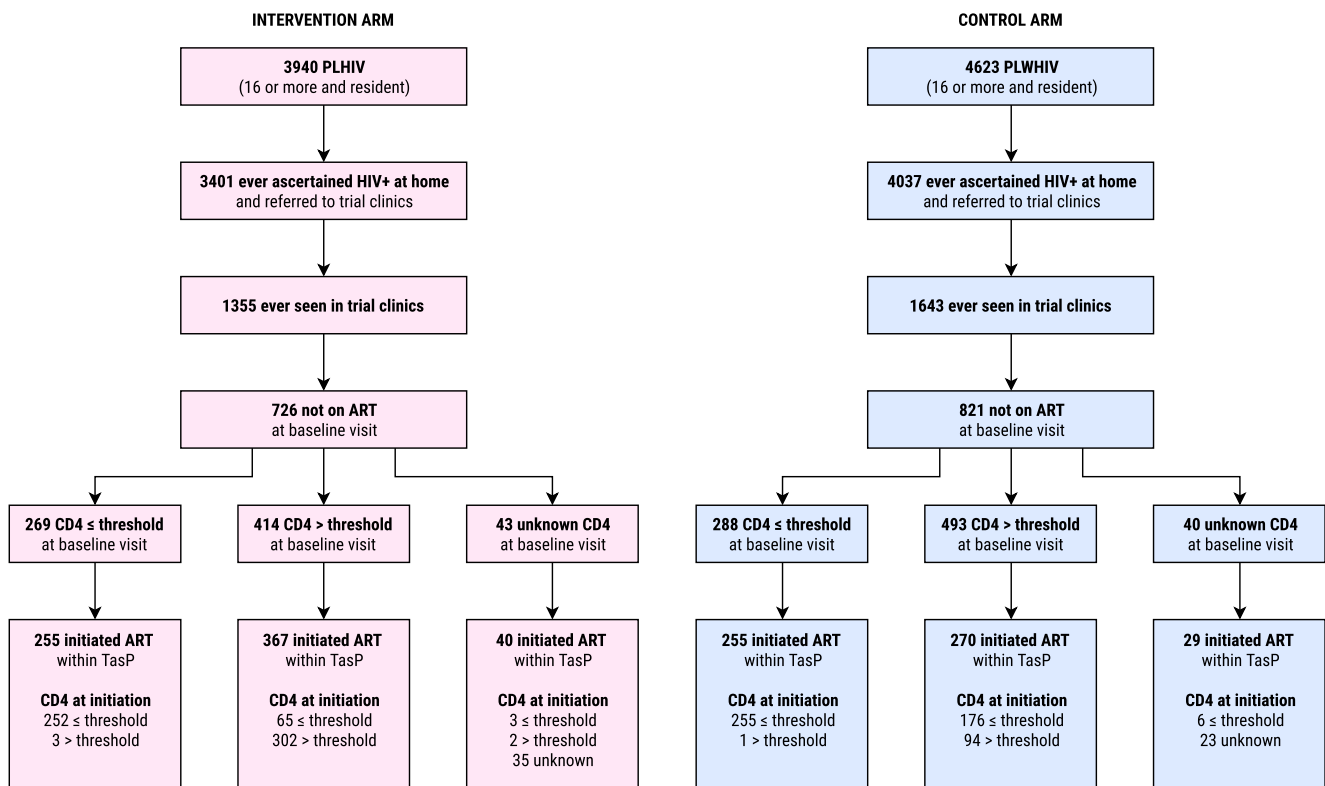 INTERVENTION ARM
3940 PLHIV
(16 or more and resident)
3401 ever ascertained HIV+ at home
and referred to trial clinics
1355 ever seen in trial clinics
726 not on ART
at baseline visit
269 CD4 ≤ threshold
at baseline visit
414 CD4 > threshold
at baseline visit
43 unknown CD4
at baseline visit
255 initiated ART
within TasP
CD4 at initiation
252 ≤ threshold
3 > threshold
367 initiated ART
within TasP
CD4 at initiation
65 ≤ threshold
302 > threshold
40 initiated ART
within TasP
CD4 at initiation
3 ≤ threshold
2 > threshold
35 unknown
CONTROL ARM
4623 PLWHIV
(16 or more and resident)
4037 ever ascertained HIV+ at home
and referred to trial clinics
1643 ever seen in trial clinics
821 not on ART
at baseline visit
288 CD4 ≤ threshold
at baseline visit
493 CD4 > threshold
at baseline visit
40 unknown CD4
at baseline visit
255 initiated ART
within TasP
CD4 at initiation
255 ≤ threshold
1 > threshold
270 initiated ART
within TasP
CD4 at initiation
176 ≤ threshold
94 > threshold
29 initiated ART
within TasP
CD4 at initiation
6 ≤ threshold
23 unknown